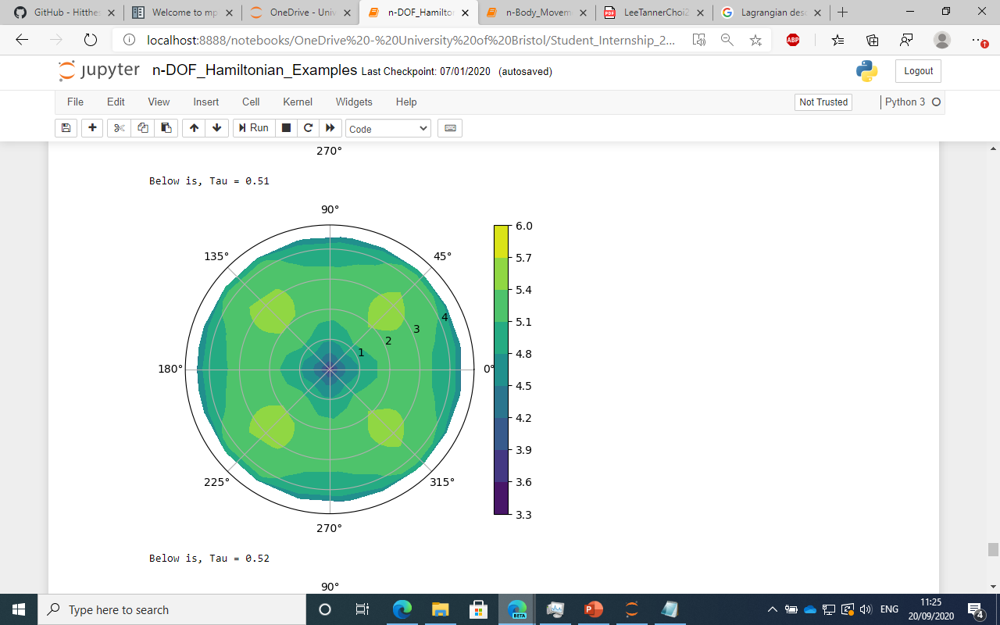 GitHub - Hitthes
Welcome to mp
OneDrive - Univ
n-DOF_Hamilto
n-Body_Movem
PDF
LeeTannerChoi2
Lagrangian desc
localhost:8888/notebooks/OneDrive%20-%20University%20of%20Bristol/Student_Internship_2...
ABP
jupyter n-DOF_Hamiltonian_Examples Last Checkpoint: 07/01/2020 (autosaved)
Logout
File Edit View Insert Cell Kernel Widgets Help
Not Trusted
Python 3
Run
Code
270°
Below is, Tau = 0.51
90°
135°
45°
180°
0°
225°
315°
270°
1
2
3
4
6.0
5.7
5.4
5.1
4.8
4.5
4.2
3.9
3.6
3.3
Below is, Tau = 0.52
90°
Type here to search
BETA
ENG
11:25
20/09/2020
4